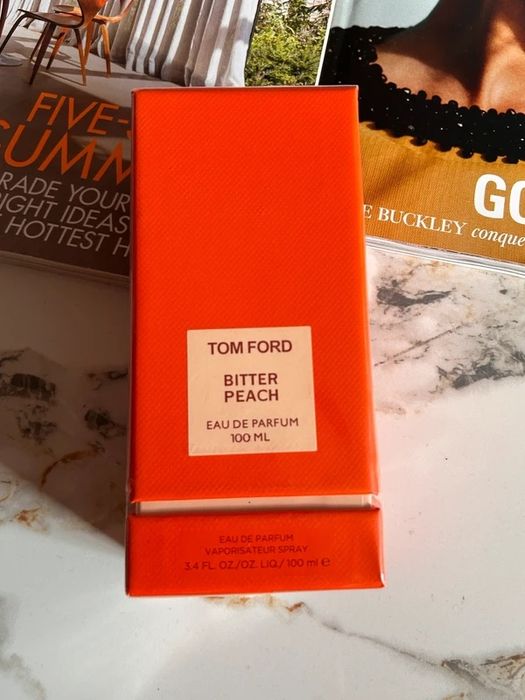 FIVE-
SUMM
RADE YOUR
IGHT IDEAS
HOTTEST H
GO
E BUCKLEY conque
TOM FORD
BITTER
PEACH
EAU DE PARFUM
100 ML
EAU DE PARFUM
VAPORISATEUR SPRAY
3.4 FL. OZ./OZ. LIQ./ 100 ml ℮